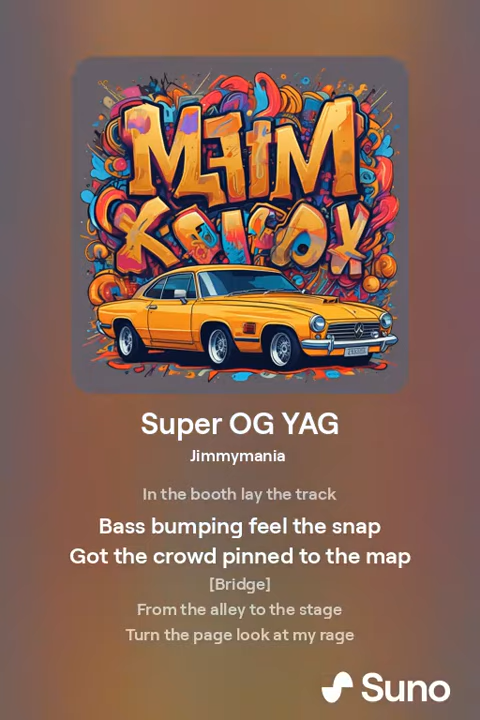 Super OG YAG
Jimmymania
In the booth lay the track
Bass bumping feel the snap
Got the crowd pinned to the map
[Bridge]
From the alley to the stage
Turn the page look at my rage
Suno